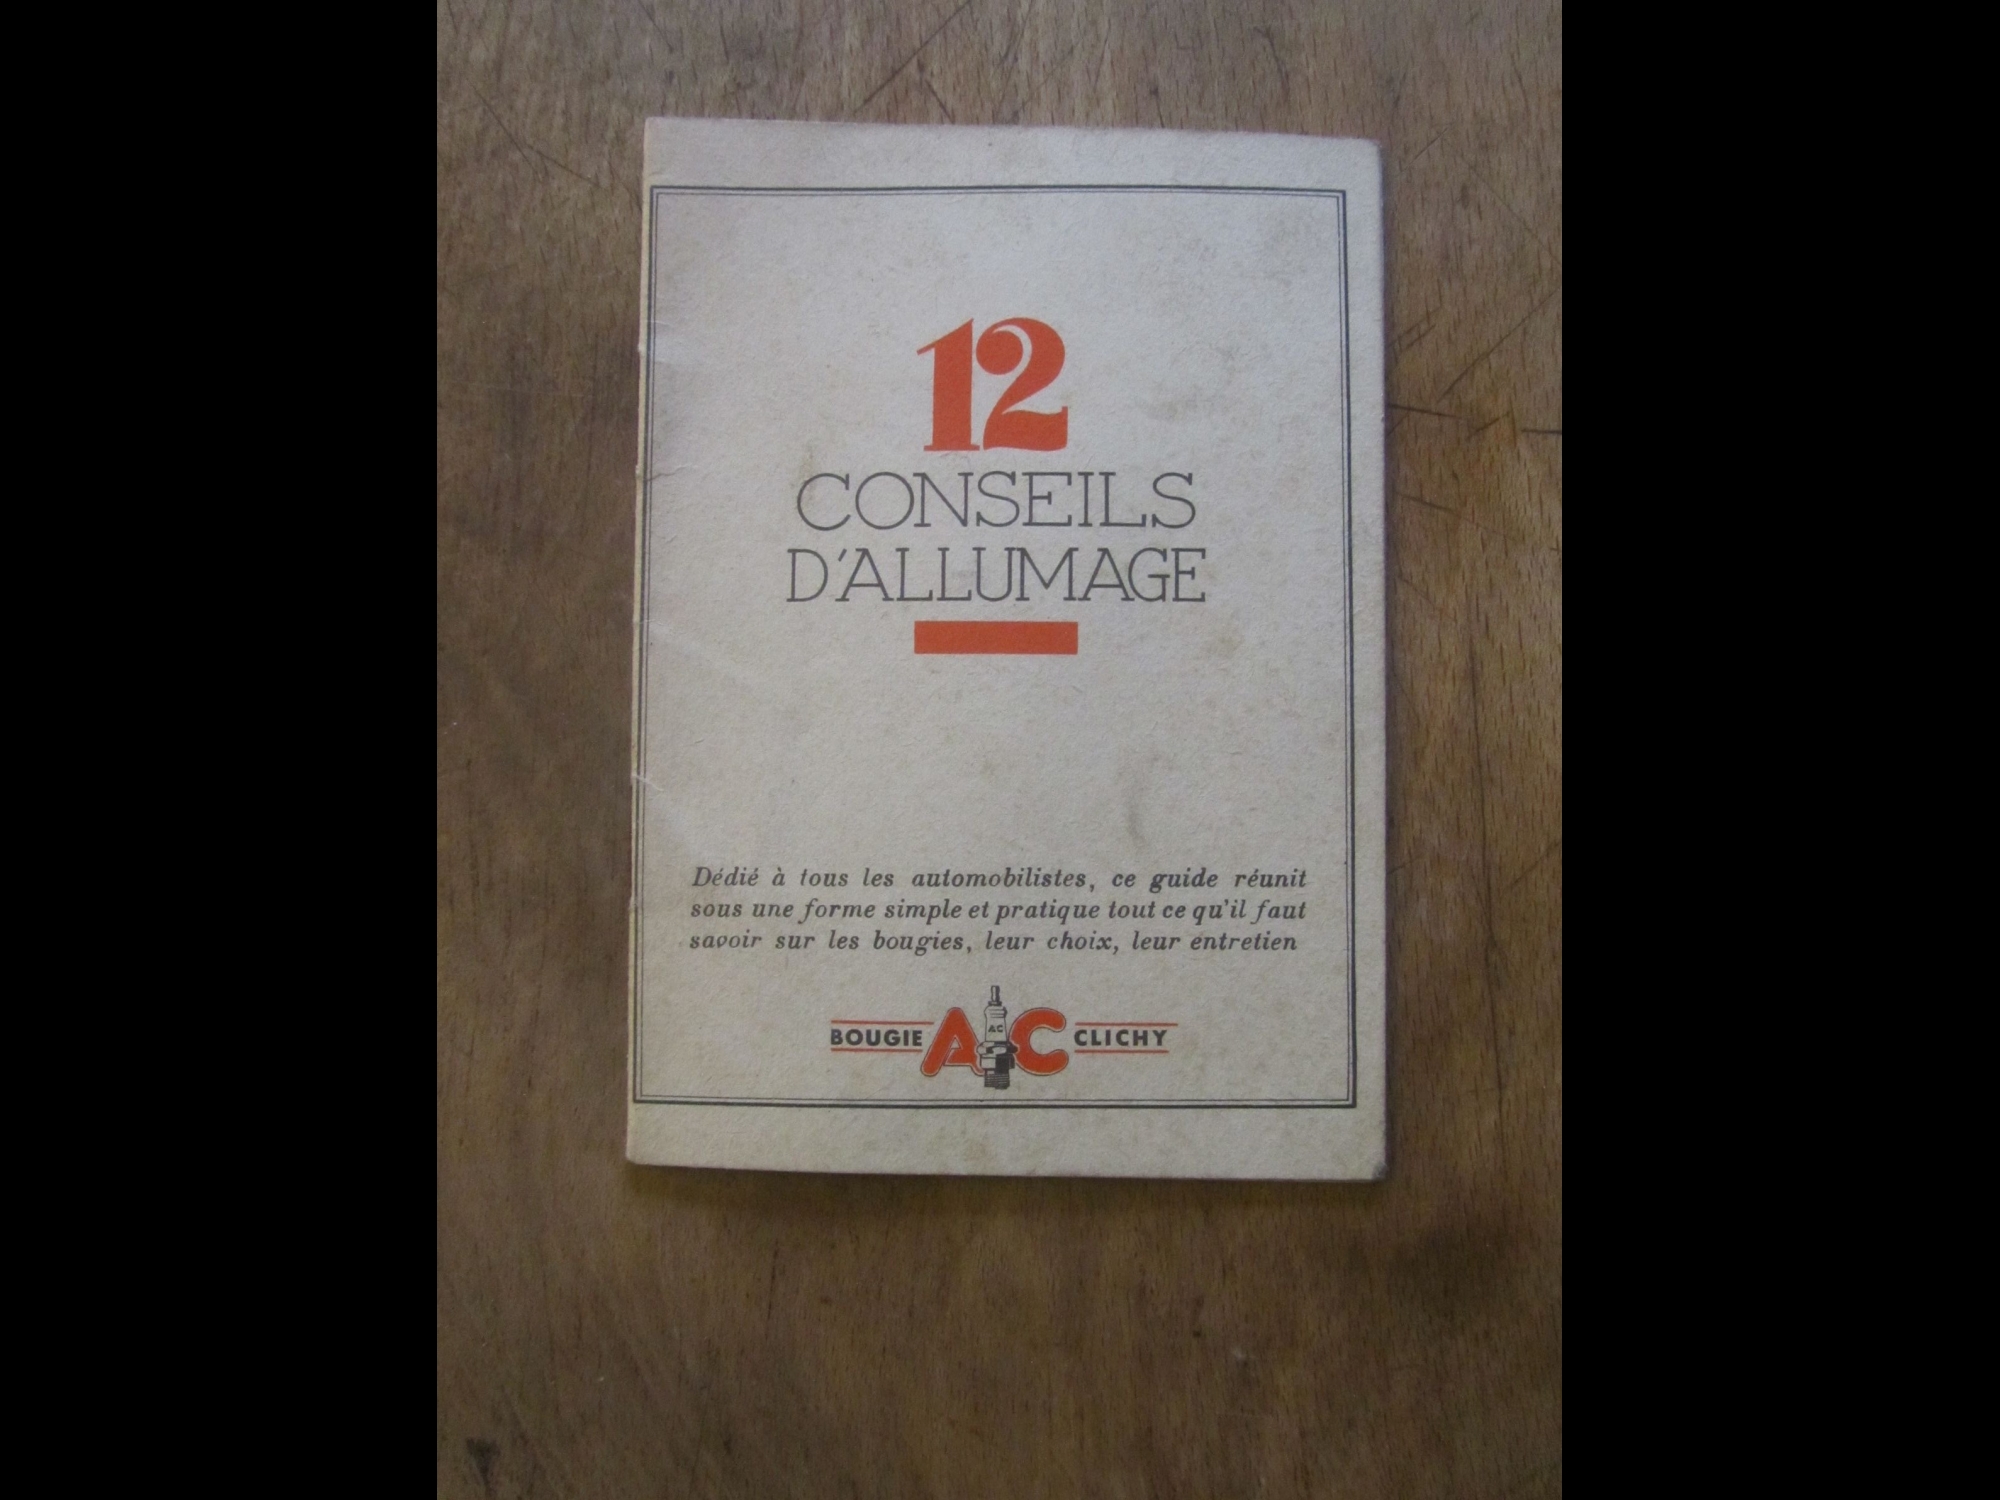 12
CONSEILS
D'ALLUMAGE
Dédié à tous les automobilistes, ce guide réunit
sous une forme simple et pratique tout ce qu'il faut
savoir sur les bougies, leur choix, leur entretien
BOUGIE AC CLICHY
AC